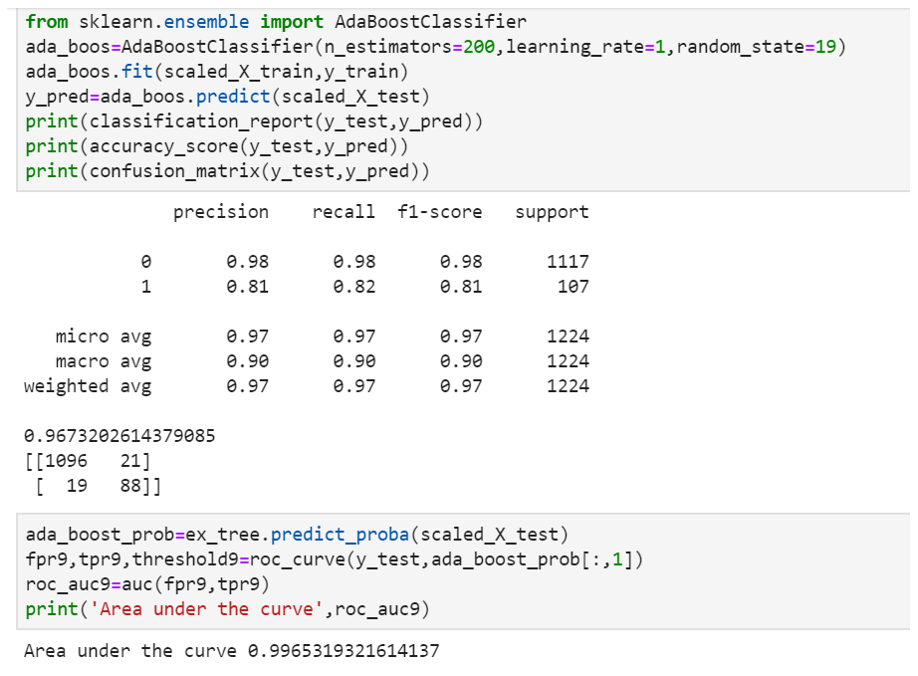 from sklearn.ensemble import AdaBoostClassifier
ada_boos=AdaBoostClassifier(n_estimators=200,learning_rate=1,random_state=19)
ada_boos.fit(scaled_X_train,y_train)
y_pred=ada_boos.predict(scaled_X_test)
print(classification_report(y_test,y_pred))
print(accuracy_score(y_test,y_pred))
print(confusion_matrix(y_test,y_pred))
precision recall f1-score support
0 0.98 0.98 0.98 1117
1 0.81 0.82 0.81 107
micro avg 0.97 0.97 0.97 1224
macro avg 0.90 0.90 0.90 1224
weighted avg 0.97 0.97 0.97 1224
0.9673202614379085
[[1096 21]
[ 19 88]]
ada_boost_prob=ex_tree.predict_proba(scaled_X_test)
fpr9,tpr9,threshold9=roc_curve(y_test,ada_boost_prob[:,1])
roc_auc9=auc(fpr9,tpr9)
print('Area under the curve',roc_auc9)
Area under the curve 0.9965319321614137